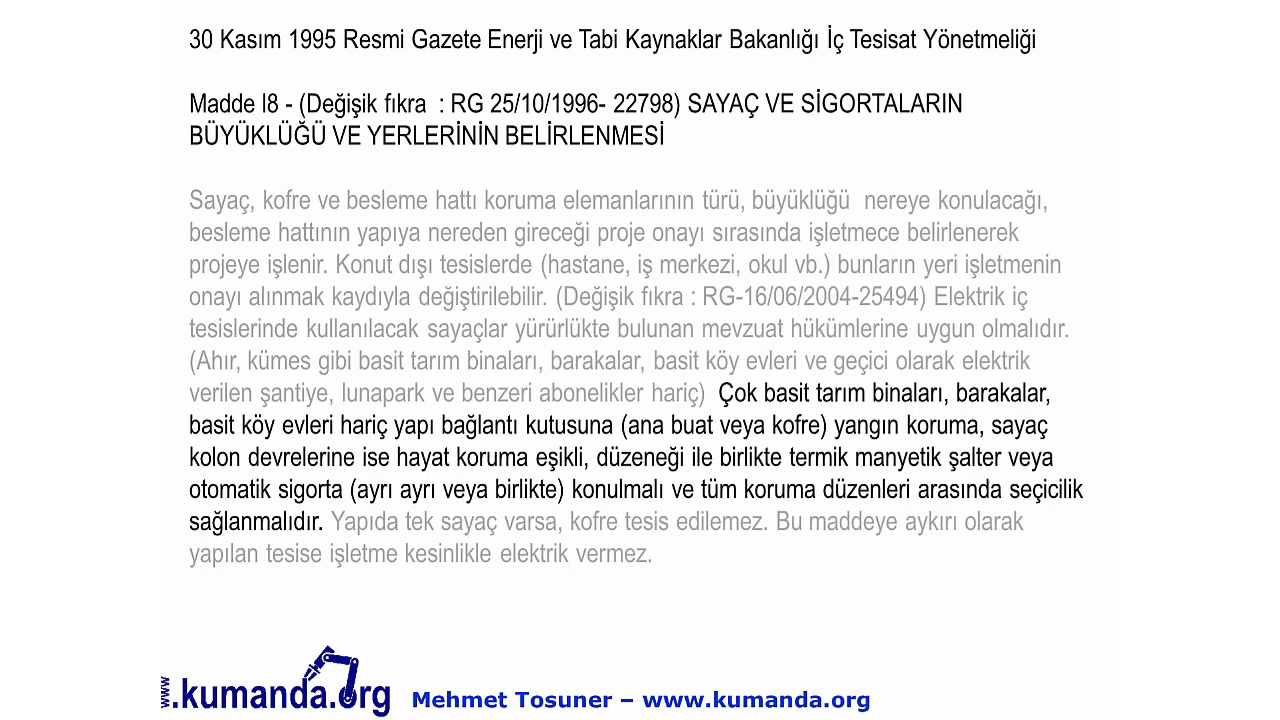 30 Kasım 1995 Resmi Gazete Enerji ve Tabi Kaynaklar Bakanlığı İç Tesisat Yönetmeliği
Madde l8 - (Değişik fıkra : RG 25/10/1996- 22798) SAYAÇ VE SİGORTALARIN
BÜYÜKLÜĞÜ VE YERLERİNİN BELİRLENMESİ
Sayaç, kofre ve besleme hattı koruma elemanlarının türü, büyüklüğü nereye konulacağı,
besleme hattının yapıya nereden gireceği proje onayı sırasında işletmece belirlenerek
projeye işlenir. Konut dışı tesislerde (hastane, iş merkezi, okul vb.) bunların yeri işletmenin
onayı alınmak kaydıyla değiştirilebilir. (Değişik fıkra : RG-16/06/2004-25494) Elektrik iç
tesislerinde kullanılacak sayaçlar yürürlükte bulunan mevzuat hükümlerine uygun olmalıdır.
(Ahır, kümes gibi basit tarım binaları, barakalar, basit köy evleri ve geçici olarak elektrik
verilen şantiye, lunapark ve benzeri abonelikler hariç) Çok basit tarım binaları, barakalar,
basit köy evleri hariç yapı bağlantı kutusuna (ana buat veya kofre) yangın koruma, sayaç
kolon devrelerine ise hayat koruma eşikli, düzeneği ile birlikte termik manyetik şalter veya
otomatik sigorta (ayrı ayrı veya birlikte) konulmalı ve tüm koruma düzenleri arasında seçicilik
sağlanmalıdır. Yapıda tek sayaç varsa, kofre tesis edilemez. Bu maddeye aykırı olarak
yapılan tesise işletme kesinlikle elektrik vermez.
www.kumanda.org Mehmet Tosuner – www.kumanda.org